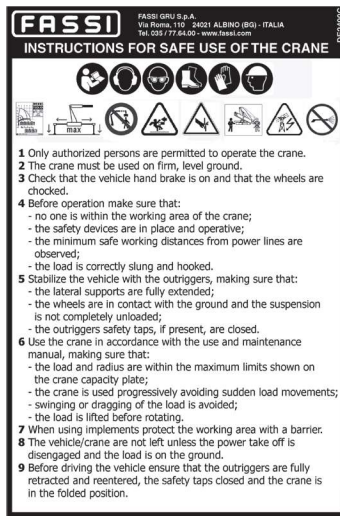 FASSI
FASSI GRU S.p.A.
Via Roma, 110 24021 ALBINO (BG) - ITALIA
Tel. 035 / 77.64.00 - www.fassi.com
INSTRUCTIONS FOR SAFE USE OF THE CRANE
max
1 Only authorized persons are permitted to operate the crane.
2 The crane must be used on firm, level ground.
3 Check that the vehicle hand brake is on and that the wheels are
chocked.
4 Before operation make sure that:
- no one is within the working area of the crane;
- the safety devices are in place and operative;
- the minimum safe working distances from power lines are
observed;
- the load is correctly slung and hooked.
5 Stabilize the vehicle with the outriggers, making sure that:
- the lateral supports are fully extended;
- the wheels are in contact with the ground and the suspension
is not completely unloaded;
- the outriggers safety taps, if present, are closed.
6 Use the crane in accordance with the use and maintenance
manual, making sure that:
- the load and radius are within the maximum limits shown on
the crane capacity plate;
- the crane is used progressively avoiding sudden load movements;
- swinging or dragging of the load is avoided;
- the load is lifted before rotating.
7 When using implements protect the working area with a barrier.
8 The vehicle/crane are not left unless the power take off is
disengaged and the load is on the ground.
9 Before driving the vehicle ensure that the outriggers are fully
retracted and reentered, the safety taps closed and the crane is
in the folded position.